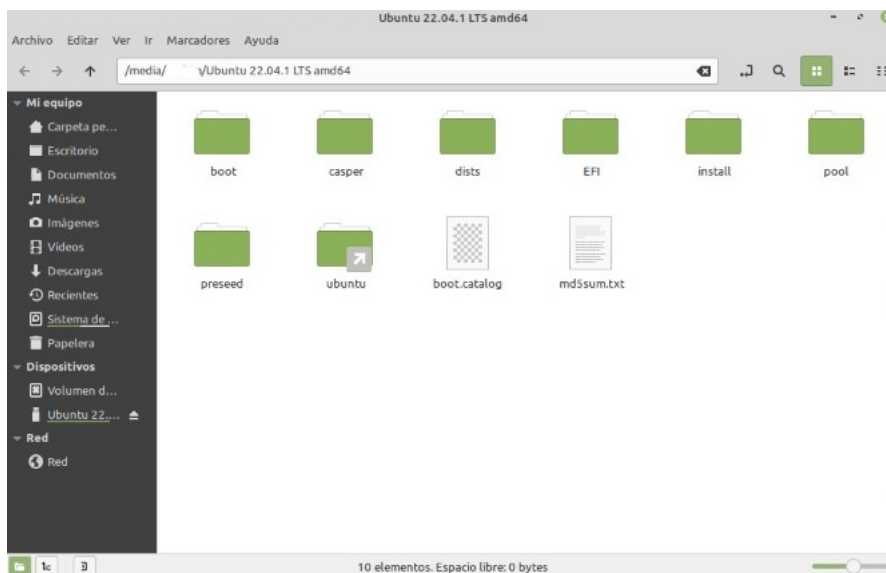 Ubuntu 22.04.1 LTS amd64
Archivo Editar Ver Ir Marcadores Ayuda
/media/ /Ubuntu 22.04.1 LTS amd64
Mi equipo
Carpeta pe...
Escritorio
Documentos
Música
Imágenes
Vídeos
Descargas
Recientes
Sistema de ...
Papelera
Dispositivos
Volumen d...
Ubuntu 22....
Red
Red
boot casper dists EFI install pool
preseed ubuntu boot.catalog md5sum.txt
10 elementos. Espacio libre: 0 bytes